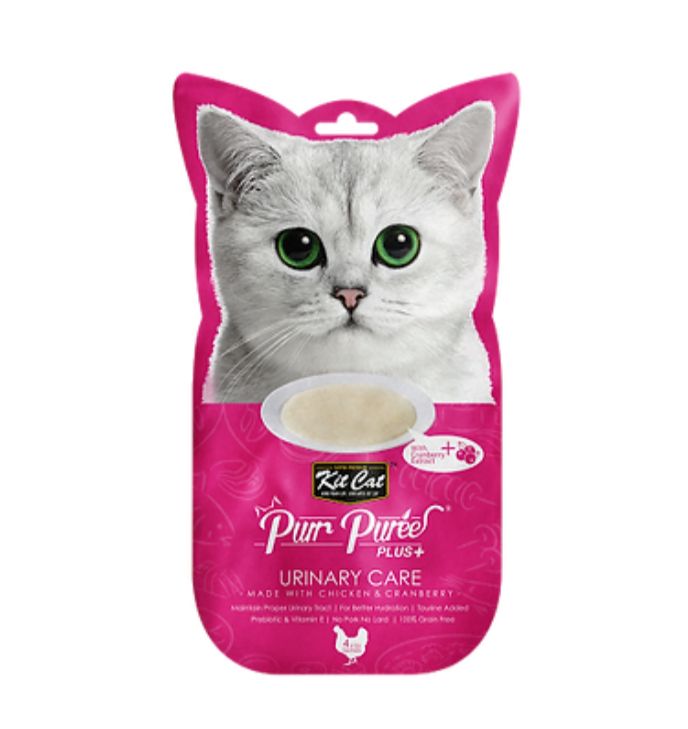 With
Cranberry
Extract
+
Kit Cat
Purr Purée
PLUS+
URINARY CARE
- MADE WITH CHICKEN & CRANBERRY -
Maintain Proper Urinary Tract | For Better Hydration | Taurine Added
Prebiotic & Vitamin E | No Pork No Lard | 100% Grain Free
4